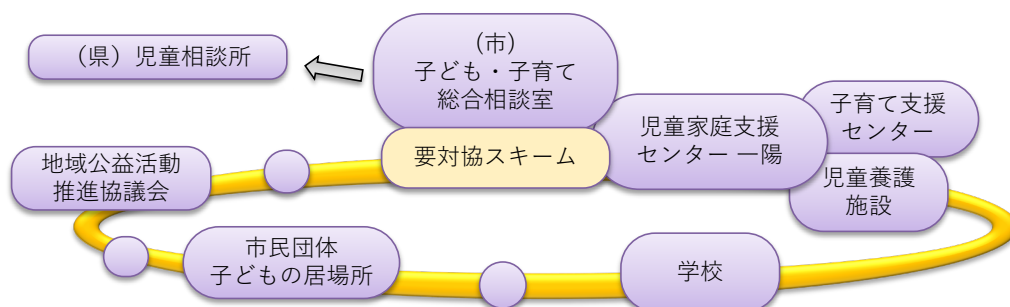 （県）児童相談所
（市）
子ども・子育て
総合相談室
要対協スキーム
児童家庭支援
センター 一陽
子育て支援
センター
児童養護
施設
地域公益活動
推進協議会
市民団体
子どもの居場所
学校